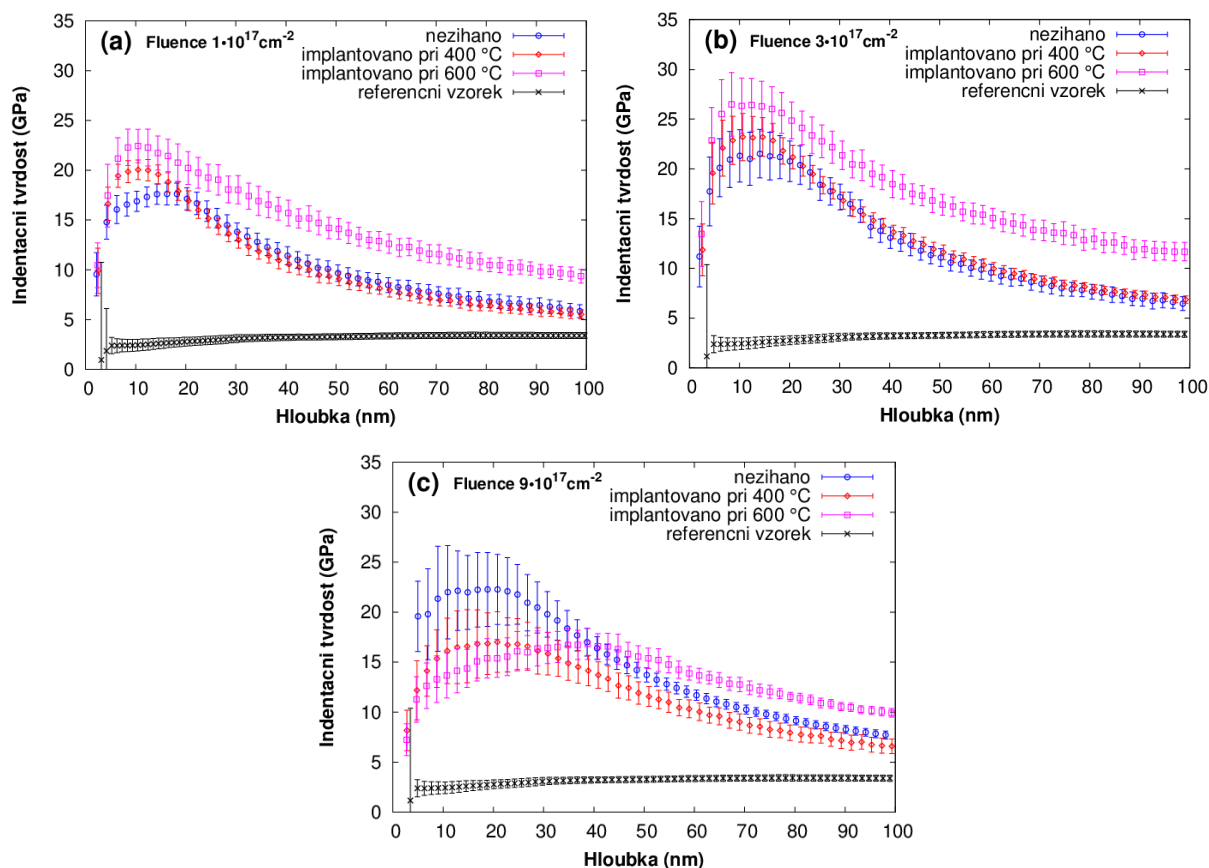 (a) Fluence 1•10¹⁷cm⁻²
nezihano
implantovano pri 400 °C
implantovano pri 600 °C
referencni vzorek
Indentacni tvrdost (GPa)
35
30
25
20
15
10
5
0
0 10 20 30 40 50 60 70 80 90 100
Hloubka (nm)
(b) Fluence 3•10¹⁷cm⁻²
nezihano
implantovano pri 400 °C
implantovano pri 600 °C
referencni vzorek
Indentacni tvrdost (GPa)
35
30
25
20
15
10
5
0
0 10 20 30 40 50 60 70 80 90 100
Hloubka (nm)
(c) Fluence 9•10¹⁷cm⁻²
nezihano
implantovano pri 400 °C
implantovano pri 600 °C
referencni vzorek
Indentacni tvrdost (GPa)
35
30
25
20
15
10
5
0
0 10 20 30 40 50 60 70 80 90 100
Hloubka (nm)